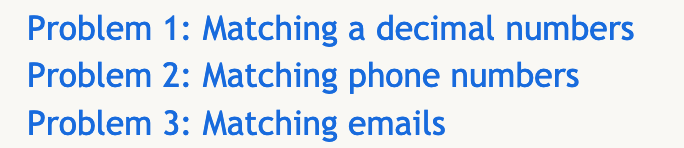 Problem 1: Matching a decimal numbers
Problem 2: Matching phone numbers
Problem 3: Matching emails